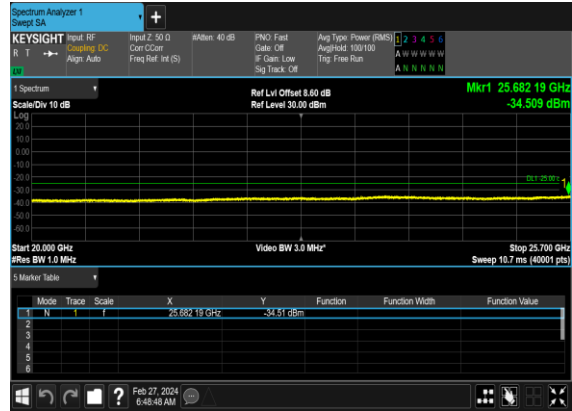 Spectrum Analyzer 1
Swept SA
+
KEYSIGHT
R T
Input: RF
Coupling: DC
Align: Auto
Input Z: 50 Ω
Corr CCorr
Freq Ref: Int (S)
#Atten: 40 dB
PNO: Fast
Gate: Off
IF Gain: Low
Sig Track: Off
Avg Type: Power (RMS)
Avg|Hold: 100/100
Trig: Free Run
1 2 3 4 5 6
A W W W W W
A N N N N N
1 Spectrum
Scale/Div 10 dB
Ref Lvl Offset 8.60 dB
Ref Level 30.00 dBm
Mkr1 25.682 19 GHz
-34.509 dBm
Log
20.0
10.0
0.00
-10.0
-20.0
-30.0
-40.0
-50.0
-60.0
1
Start 20.000 GHz
#Res BW 1.0 MHz
Video BW 3.0 MHz*
Stop 25.700 GHz
Sweep 10.7 ms (40001 pts)
5 Marker Table
Mode Trace Scale X Y Function Function Width Function Value
1 N 1 f 25.682 19 GHz -34.51 dBm
2
3
4
5
6
?
Feb 27, 2024
6:48:48 AM